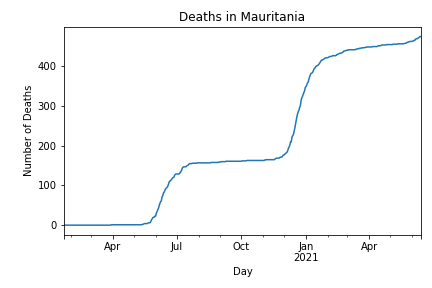 Deaths in Mauritania
Number of Deaths
400
300
200
100
0
Apr Jul Oct Jan Apr
2021
Day